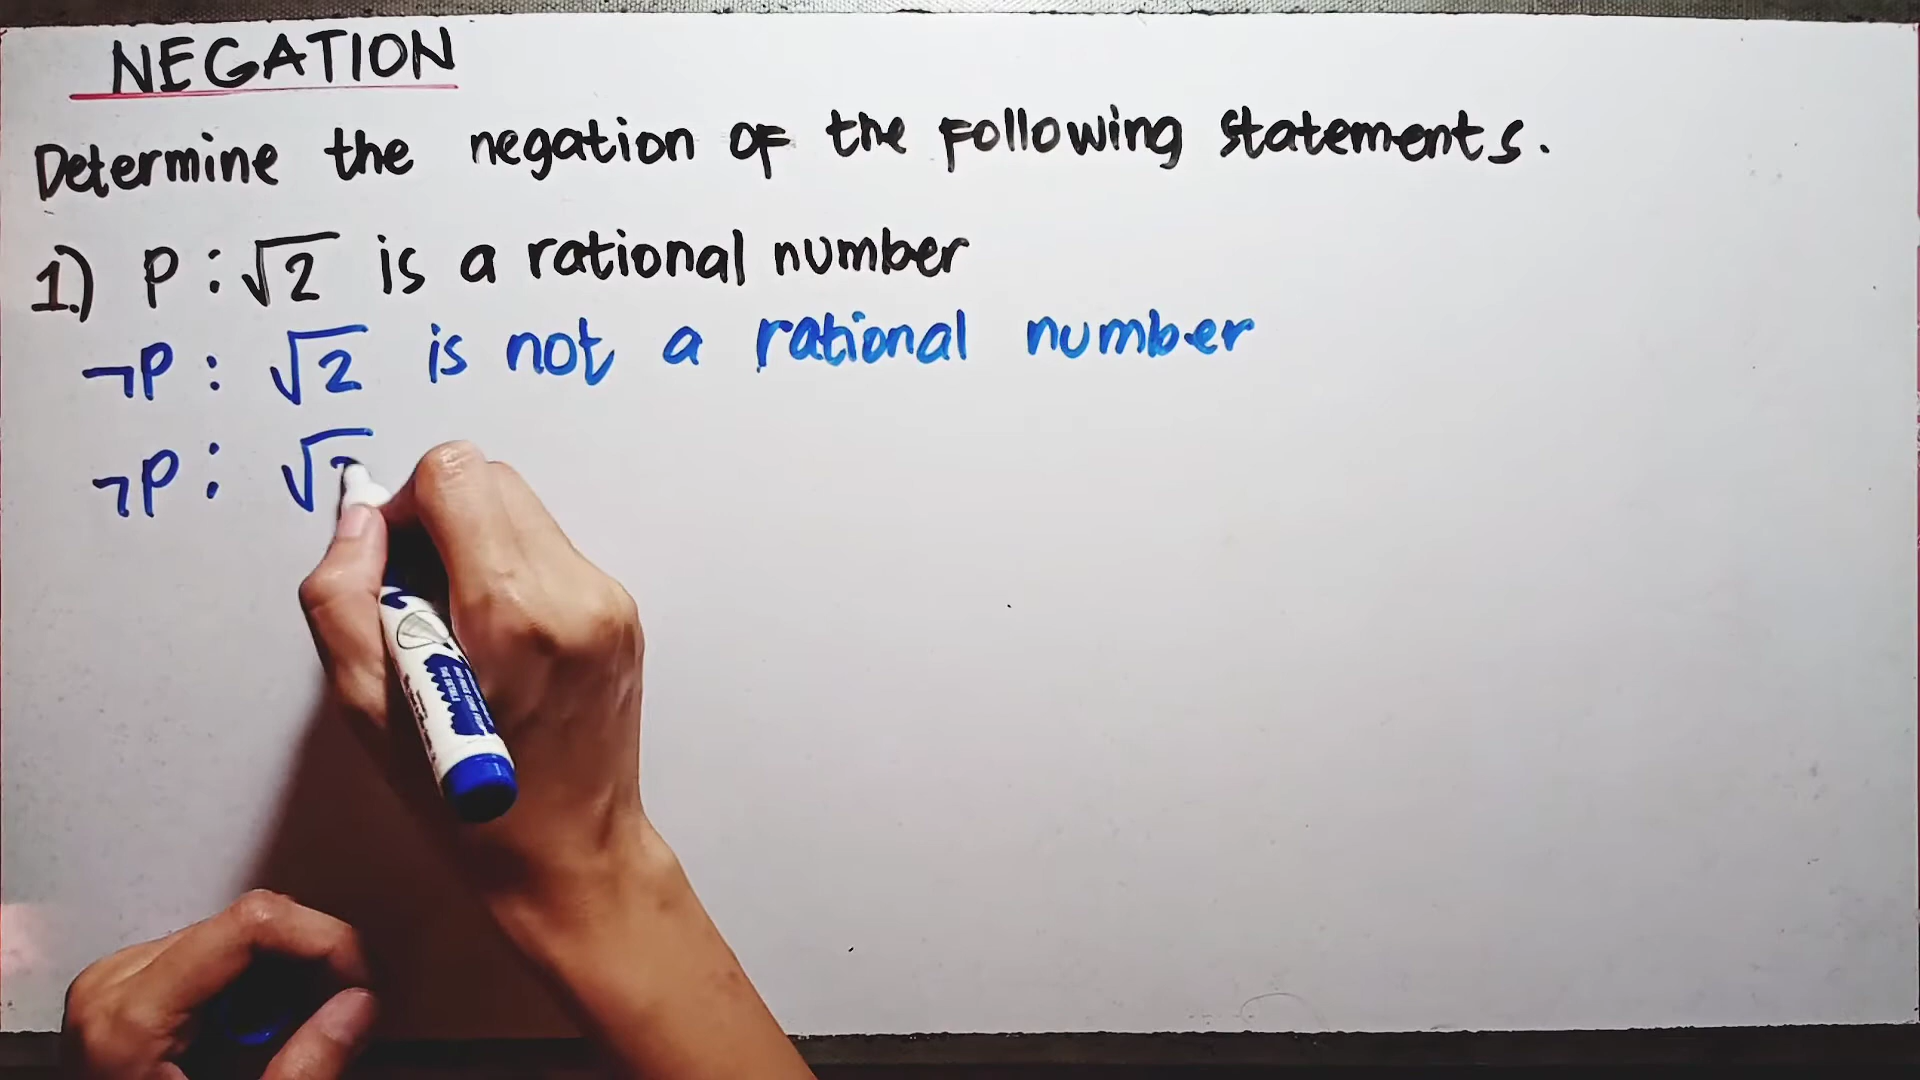 NEGATION
Determine the negation of the following statements.
1.) P : √2 is a rational number
¬P : √2 is not a rational number
¬P : √